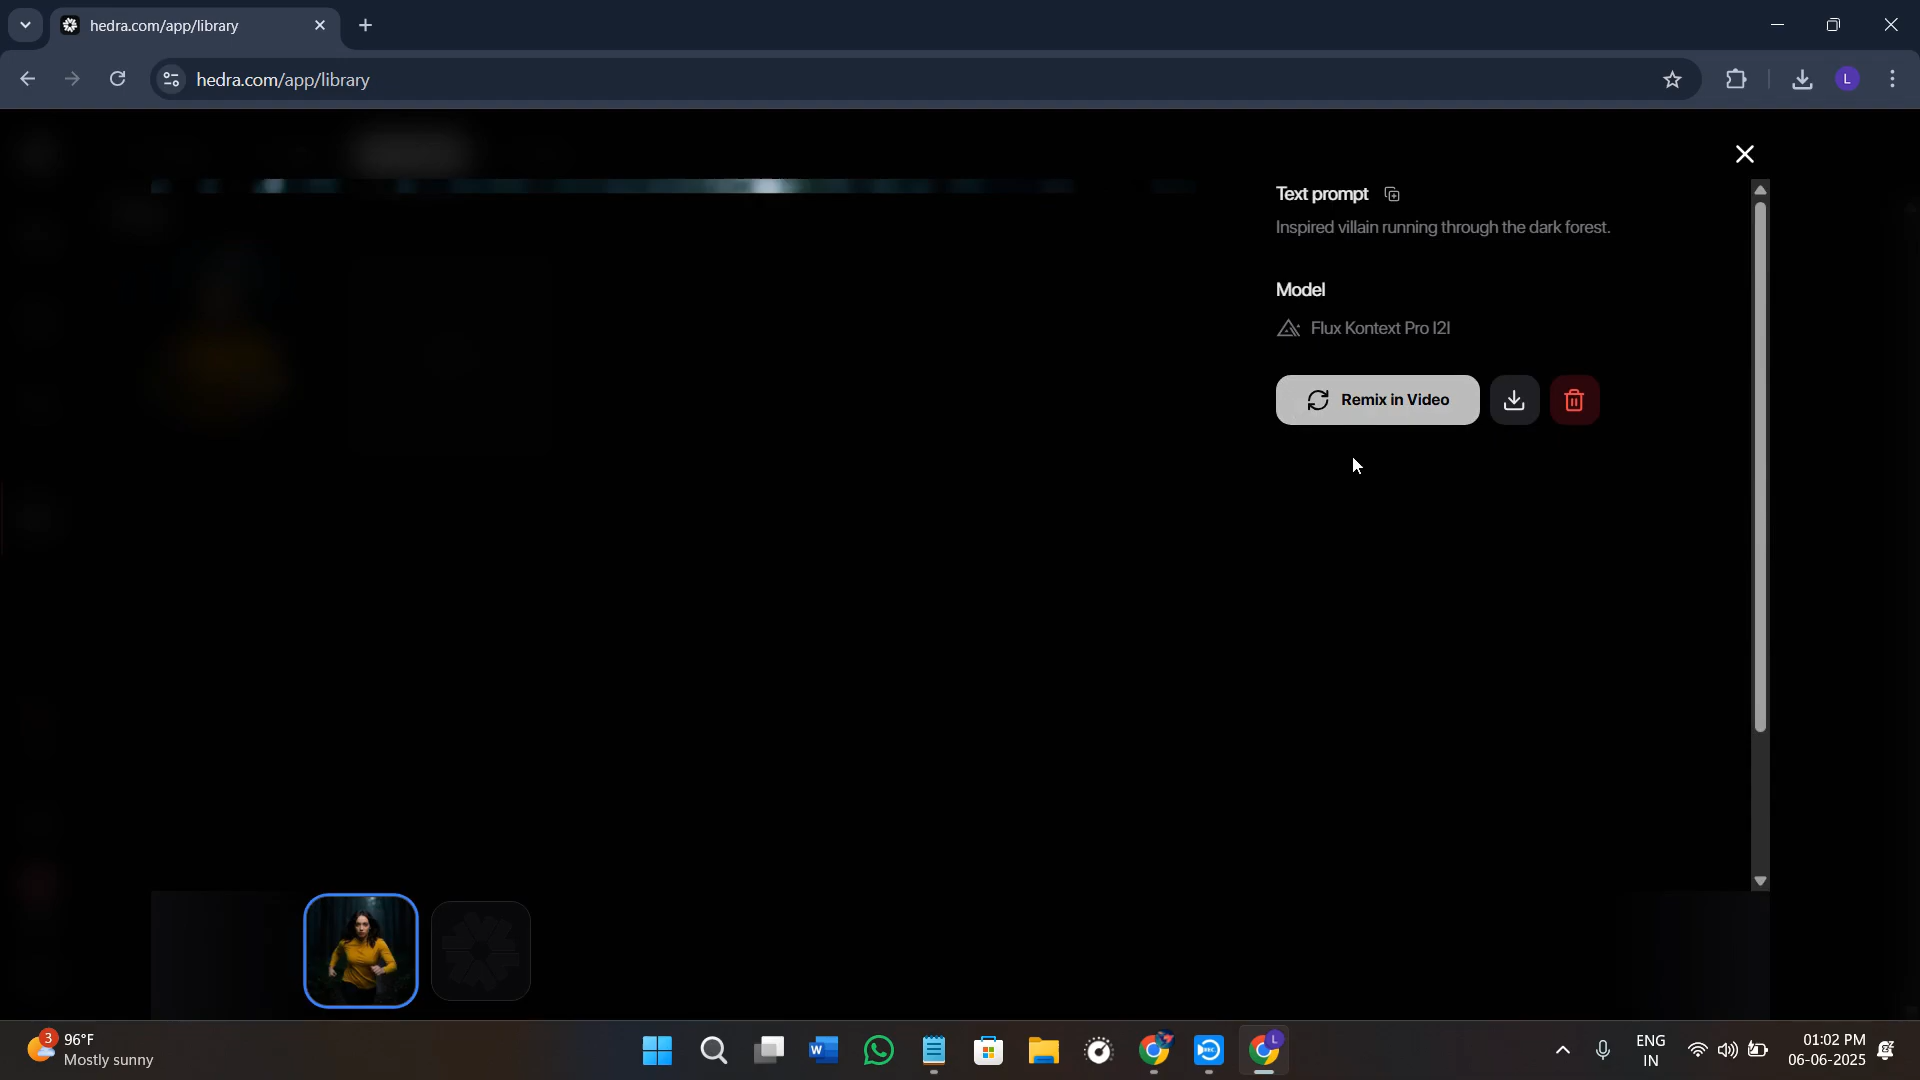 hedra.com/app/library
hedra.com/app/library
L
Text prompt
Inspired villain running through the dark forest.
Model
Flux Kontext Pro I2I
Remix in Video
3
96°F
Mostly sunny
W
L
ENG
IN
01:02 PM
06-06-2025